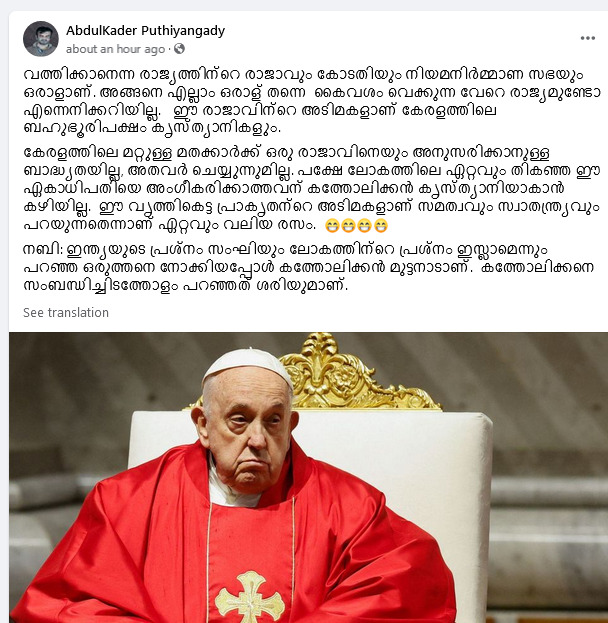 AbdulKader Puthiyangady
about an hour ago ·
വത്തിക്കാനെന്ന രാജ്യത്തിന്റെ രാജാവും കോടതിയും നിയമനിർമ്മാണ സഭയും
ഒരാളാണ്. അങ്ങനെ എല്ലാം ഒരാള് തന്നെ കൈവശം വെക്കുന്ന വേറെ രാജ്യമുണ്ടോ
എന്നെനിക്കറിയില്ല. ഈ രാജാവിന്റെ അടിമകളാണ് കേരളത്തിലെ
ബഹുഭൂരിപക്ഷം കൃസ്ത്യാനികളും.
കേരളത്തിലെ മറ്റുള്ള മതക്കാർക്ക് ഒരു രാജാവിനെയും അനുസരിക്കാനുള്ള
ബാദ്ധ്യതയില്ല, അതവർ ചെയ്യുന്നുമില്ല. പക്ഷേ ലോകത്തിലെ ഏറ്റവും തികഞ്ഞ ഈ
ഏകാധിപതിയെ അംഗീകരിക്കാത്തവന് കത്തോലിക്കൻ കൃസ്ത്യാനിയാകാൻ
കഴിയില്ല. ഈ വൃത്തികെട്ട പ്രാകൃതന്റെ അടിമകളാണ് സമത്വവും സ്വാതന്ത്ര്യവും
പറയുന്നതെന്നാണ് ഏറ്റവും വലിയ രസം. 😁😁😁😁
നബി: ഇന്ത്യയുടെ പ്രശ്നം സംഘിയും ലോകത്തിന്റെ പ്രശ്നം ഇസ്ലാമെന്നും
പറഞ്ഞ ഒരുത്തനെ നോക്കിയപ്പോൾ കത്തോലിക്കൻ മുട്ടനാടാണ്. കത്തോലിക്കനെ
സംബന്ധിച്ചിടത്തോളം പറഞ്ഞത് ശരിയുമാണ്.
See translation